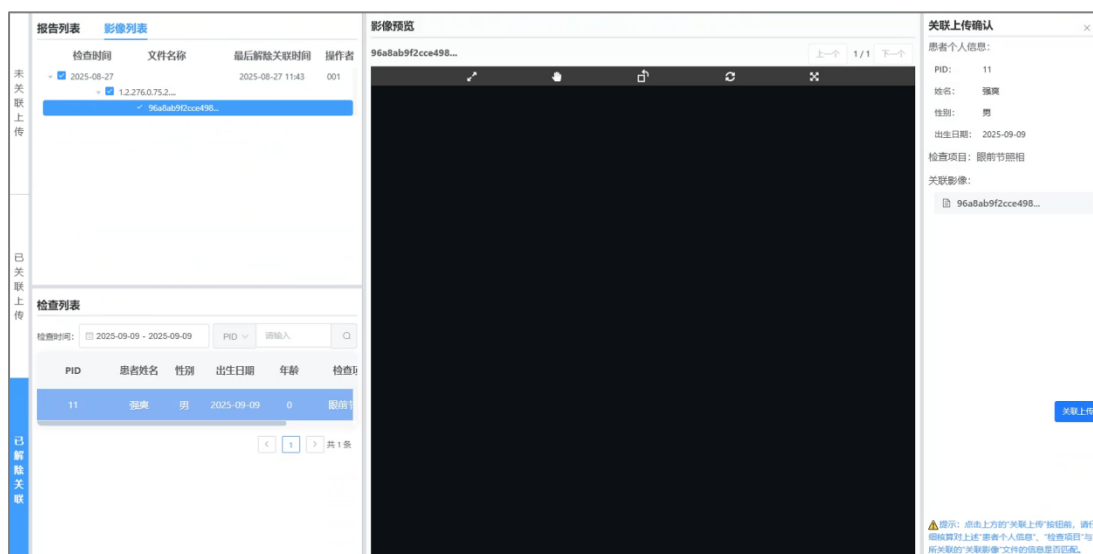 未关联上传
已关联上传
已解除关联
报告列表 影像列表
检查时间 文件名称 最后解除关联时间 操作者
2025-08-27 2025-08-27 11:43 001
1.2.276.0.75.2....
96a8ab9f2cce498...
检查列表
检查时间: 2025-09-09 - 2025-09-09 PID 请输入
PID 患者姓名 性别 出生日期 年龄 检查项
11 强爽 男 2025-09-09 0 眼前节
1 共 1 条
影像预览
96a8ab9f2cce498... 上一个 1/1 下一个
关联上传确认
患者个人信息:
PID: 11
姓名: 强爽
性别: 男
出生日期: 2025-09-09
检查项目: 眼前节照相
关联影像:
96a8ab9f2cce498...
关联上传
提示: 点击上方的"关联上传"按钮前, 请仔
细核算对上述"患者个人信息"、"检查项目"与
所关联的"关联影像"文件的信息是否匹配。